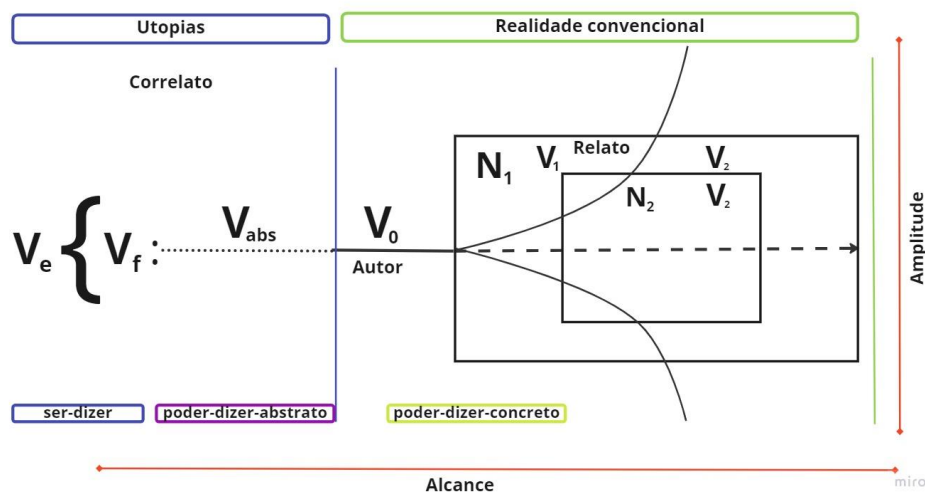 Utopias
Realidade convencional
Correlato
N1 V1 Relato V2
N2 V2
Ve { Vf : Vabs V0
Autor
Amplitude
ser-dizer poder-dizer-abstrato poder-dizer-concreto
Alcance
miro